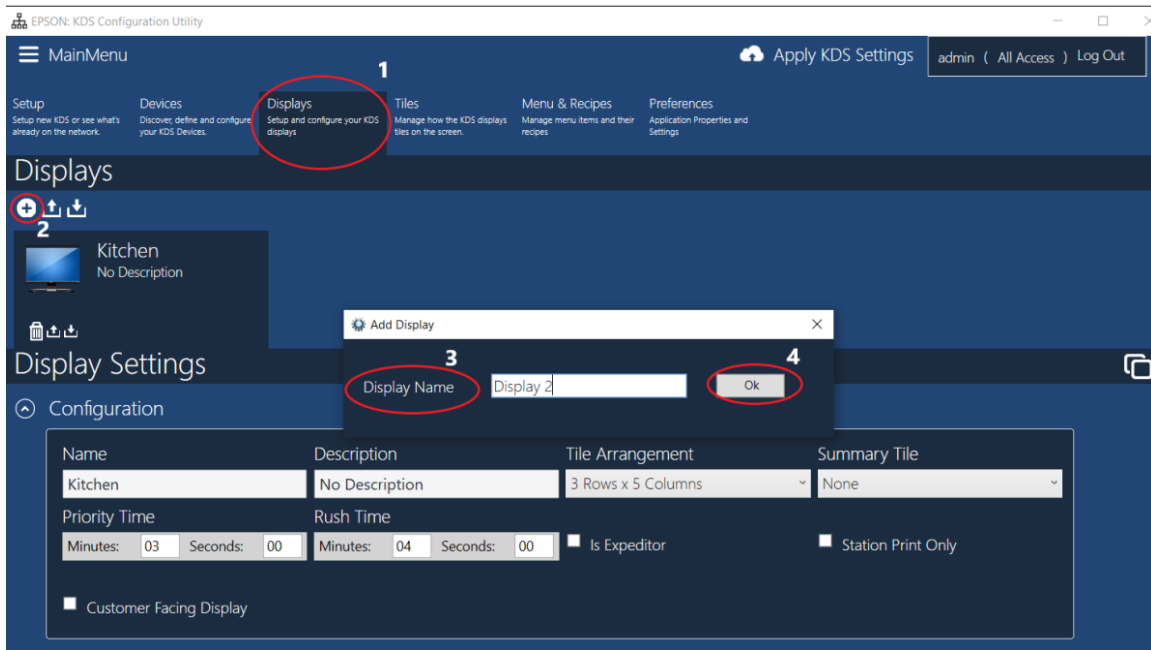 EPSON: KDS Configuration Utility
MainMenu
Apply KDS Settings
admin ( All Access ) Log Out
1
Setup
Setup new KDS or see what's
already on the network.
Devices
Discover, define and configure
your KDS Devices.
Displays
Setup and configure your KDS
displays
Tiles
Manage how the KDS displays
tiles on the screen.
Menu & Recipes
Manage menu items and their
recipes
Preferences
Application Properties and
Settings
Displays
2
Kitchen
No Description
Add Display
3
4
Display Name
Display 2
Ok
Display Settings
Configuration
Name
Description
Tile Arrangement
Summary Tile
Kitchen
No Description
3 Rows x 5 Columns
None
Priority Time
Rush Time
Minutes: 03 Seconds: 00
Minutes: 04 Seconds: 00
Is Expeditor
Station Print Only
Customer Facing Display